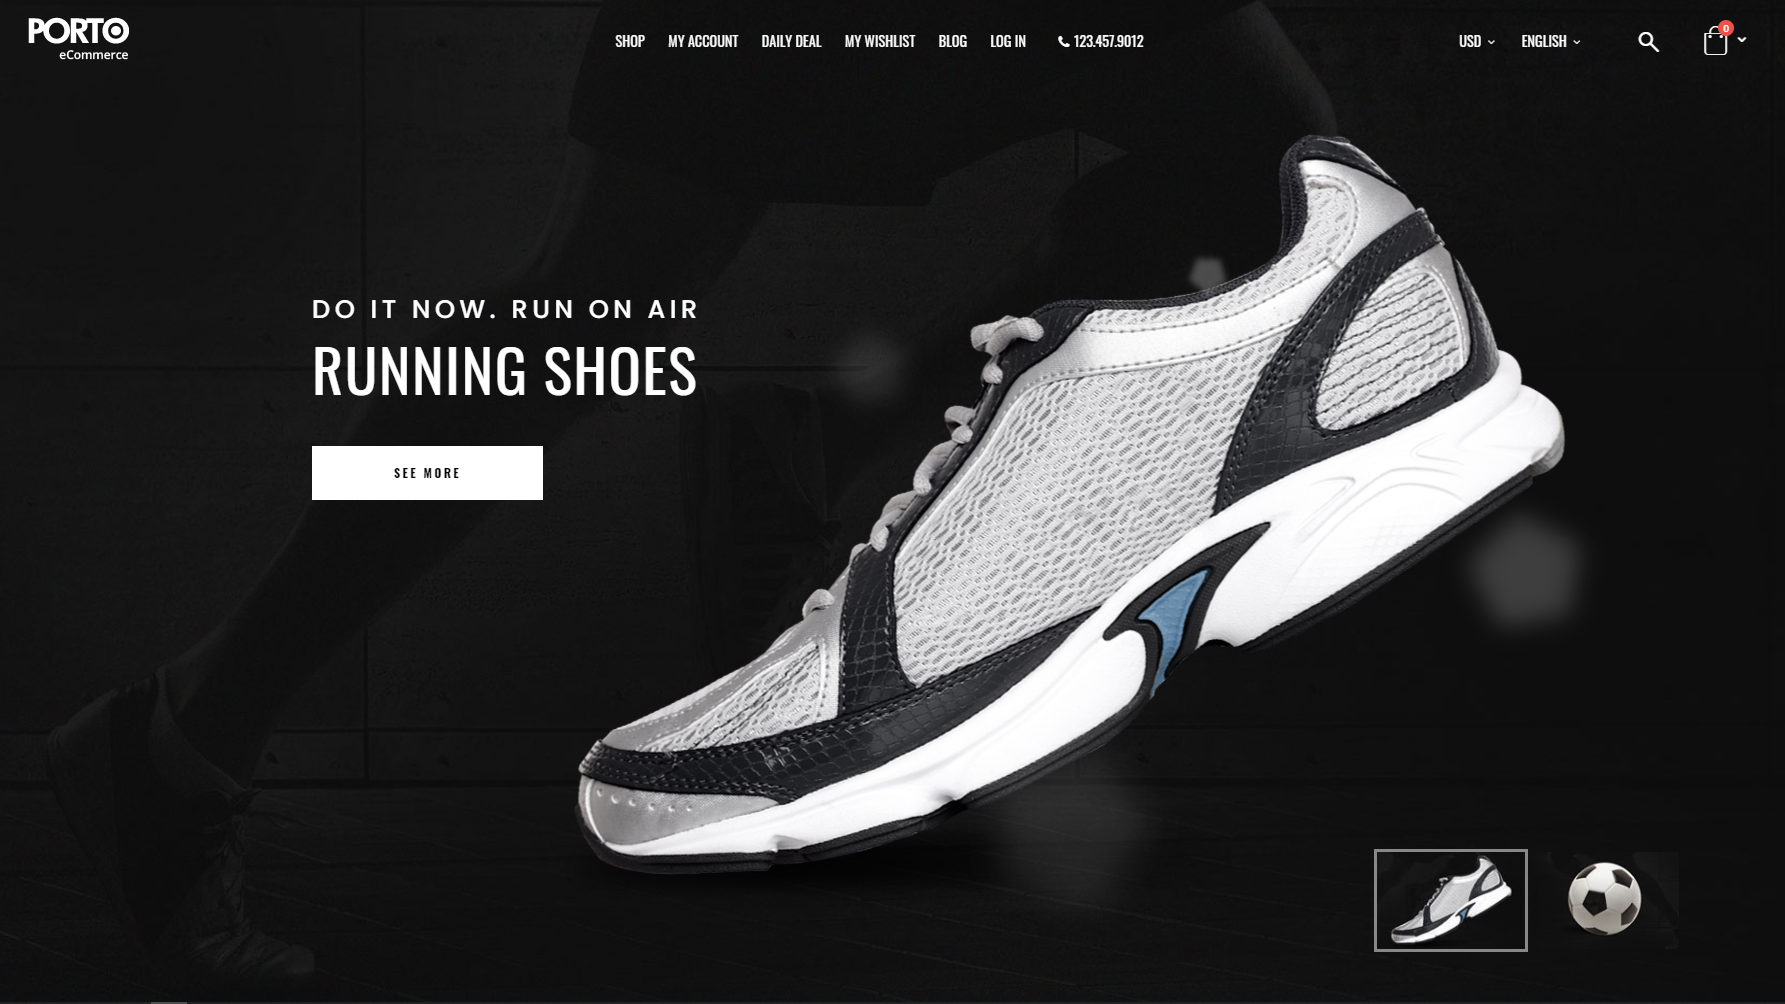 PORTO
eCommerce
SHOP MY ACCOUNT DAILY DEAL MY WISHLIST BLOG LOG IN 123.457.9012
USD ENGLISH 0
DO IT NOW. RUN ON AIR
RUNNING SHOES
SEE MORE